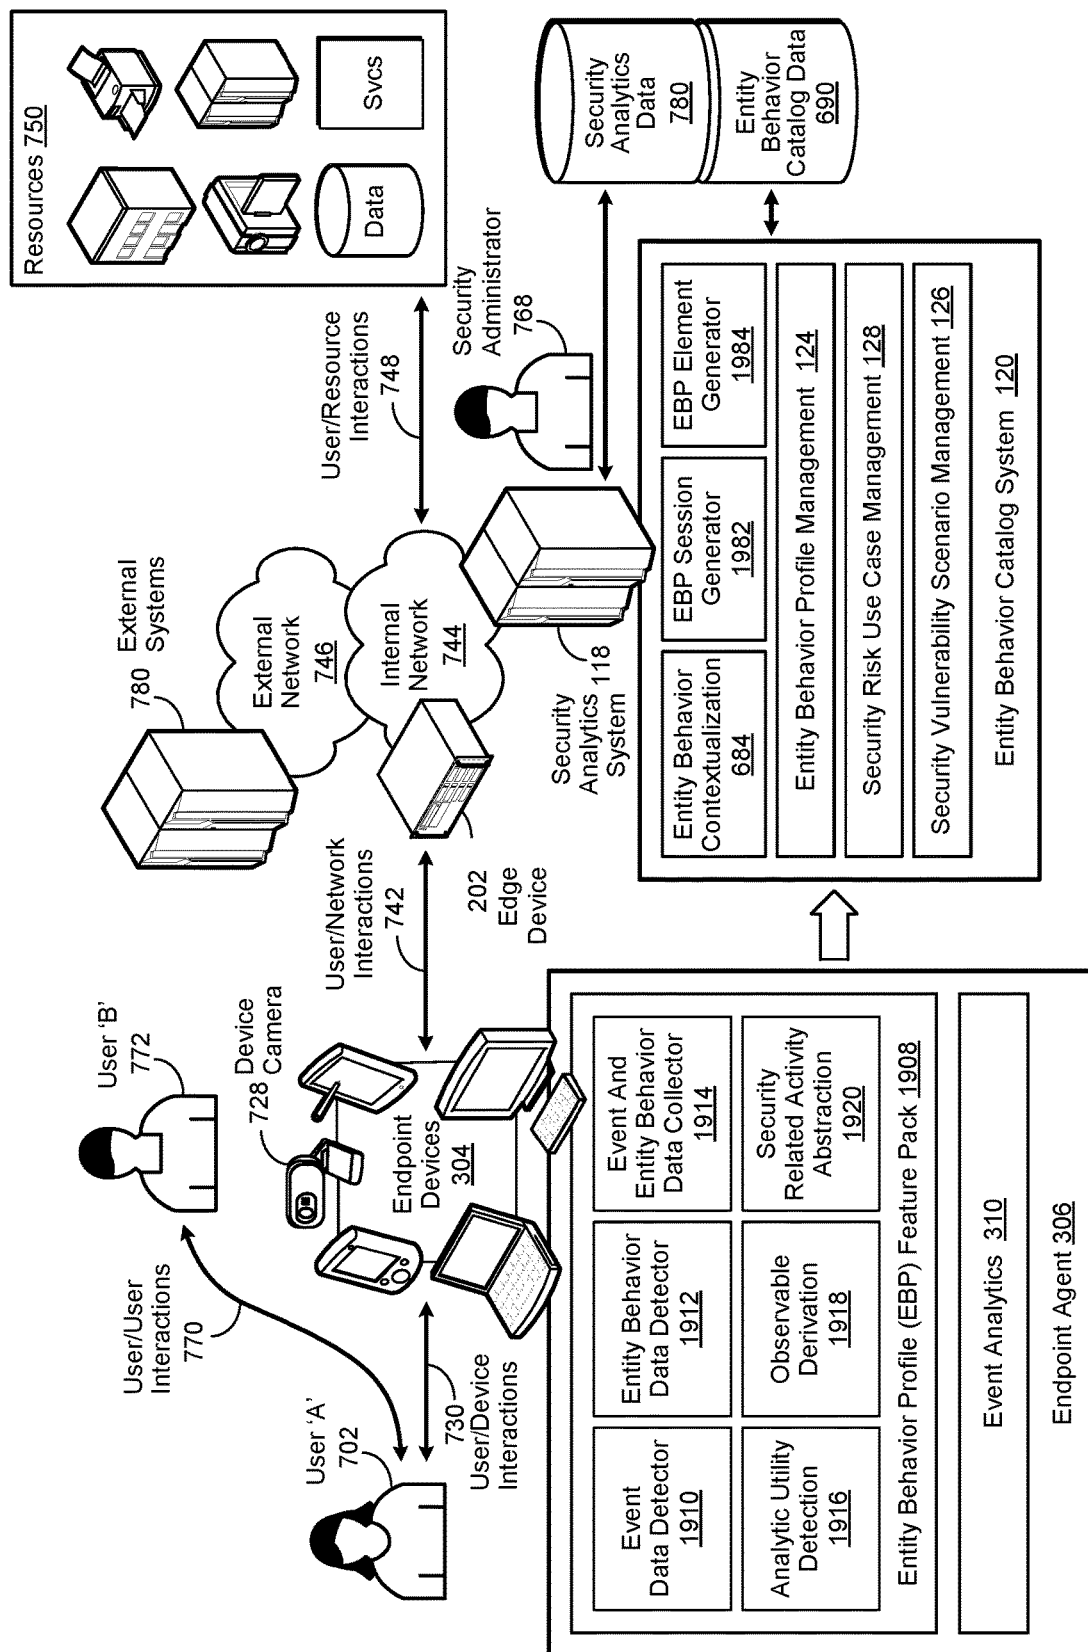 Resources 750
Svcs
Data
Security
Analytics
Data
780
Entity
Behavior
Catalog Data
690
User/Resource
Interactions
748
Security
Administrator
768
External
Systems
780
External
Network
746
Internal
Network
744
Security
Analytics 118
System
User/Network
Interactions
742
202
Edge
Device
User 'B'
772
Device
Camera
728
Endpoint
Devices
304
User/User
Interactions
770
User 'A'
702
730
User/Device
Interactions
Entity Behavior
Contextualization
684
EBP Session
Generator
1982
EBP Element
Generator
1984
Entity Behavior Profile Management 124
Security Risk Use Case Management 128
Security Vulnerability Scenario Management 126
Entity Behavior Catalog System 120
Event
Data Detector
1910
Entity Behavior
Data Detector
1912
Event And
Entity Behavior
Data Collector
1914
Analytic Utility
Detection
1916
Observable
Derivation
1918
Security
Related Activity
Abstraction
1920
Entity Behavior Profile (EBP) Feature Pack 1908
Event Analytics 310
Endpoint Agent 306